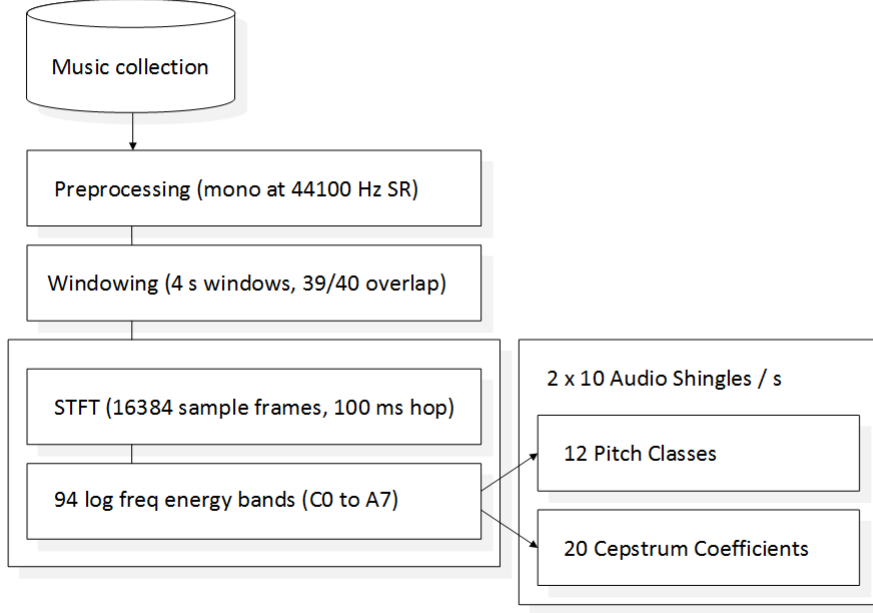 Music collection
Preprocessing (mono at 44100 Hz SR)
Windowing (4 s windows, 39/40 overlap)
STFT (16384 sample frames, 100 ms hop)
94 log freq energy bands (C0 to A7)
2 x 10 Audio Shingles / s
12 Pitch Classes
20 Cepstrum Coefficients